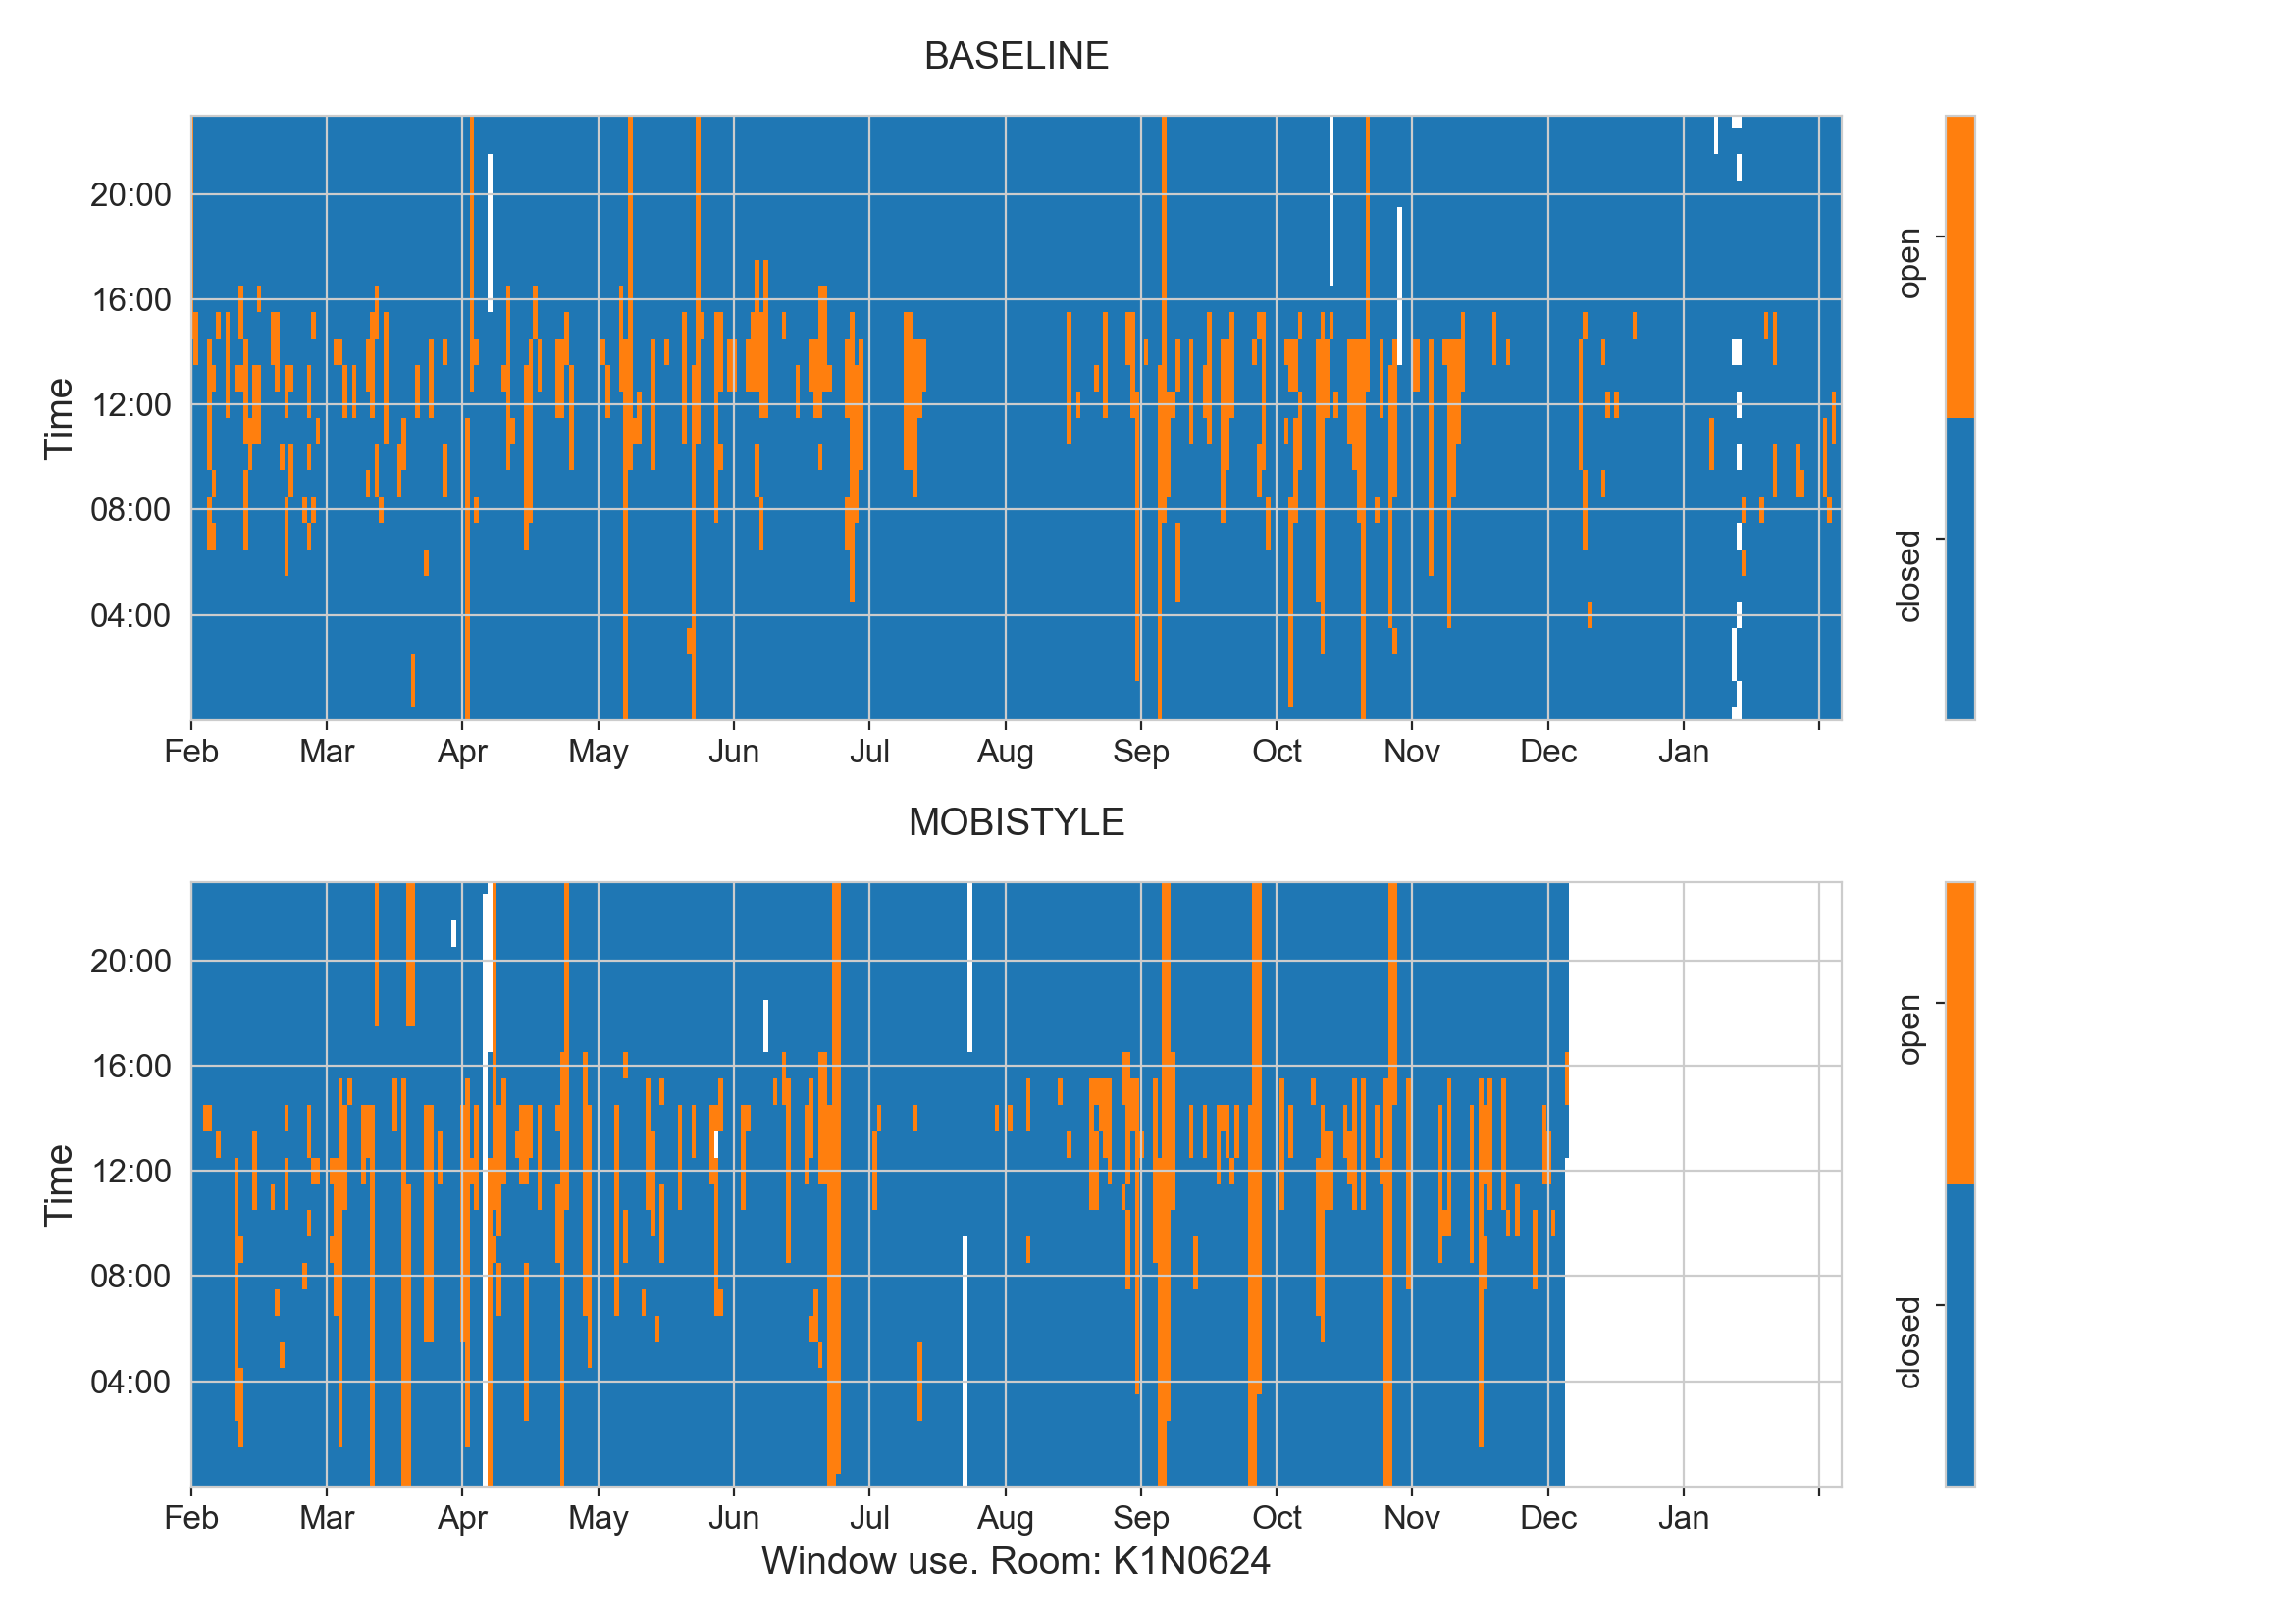 BASELINE
20:00
16:00
12:00
08:00
04:00
Time
Feb Mar Apr May Jun Jul Aug Sep Oct Nov Dec Jan
open
closed
MOBISTYLE
20:00
16:00
12:00
08:00
04:00
Time
Feb Mar Apr May Jun Jul Aug Sep Oct Nov Dec Jan
Window use. Room: K1N0624
open
closed